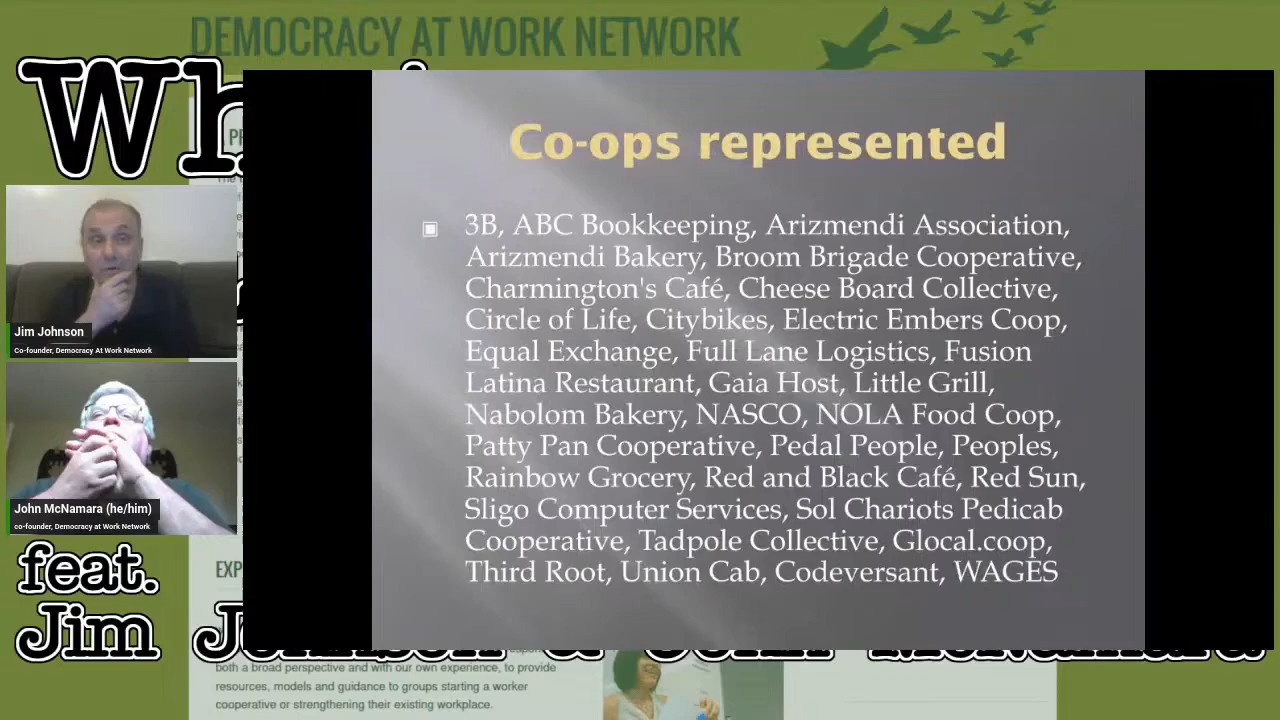 DEMOCRACY AT WORK NETWORK
Wh
Co-ops represented
3B, ABC Bookkeeping, Arizmendi Association,
Arizmendi Bakery, Broom Brigade Cooperative,
Charmington's Café, Cheese Board Collective,
Circle of Life, Citybikes, Electric Embers Coop,
Equal Exchange, Full Lane Logistics, Fusion
Latina Restaurant, Gaia Host, Little Grill,
Nabolom Bakery, NASCO, NOLA Food Coop,
Patty Pan Cooperative, Pedal People, Peoples,
Rainbow Grocery, Red and Black Café, Red Sun,
Sligo Computer Services, Sol Chariots Pedicab
Cooperative, Tadpole Collective, Glocal.coop,
Third Root, Union Cab, Codeversant, WAGES
Jim Johnson
Co-founder, Democracy At Work Network
John McNamara (he/him)
co-founder, Democracy at Work Network
feat.
Jim
EXP
both a broad perspective and with our own experience, to provide
resources, models and guidance to groups starting a worker
cooperative or strengthening their existing workplace.